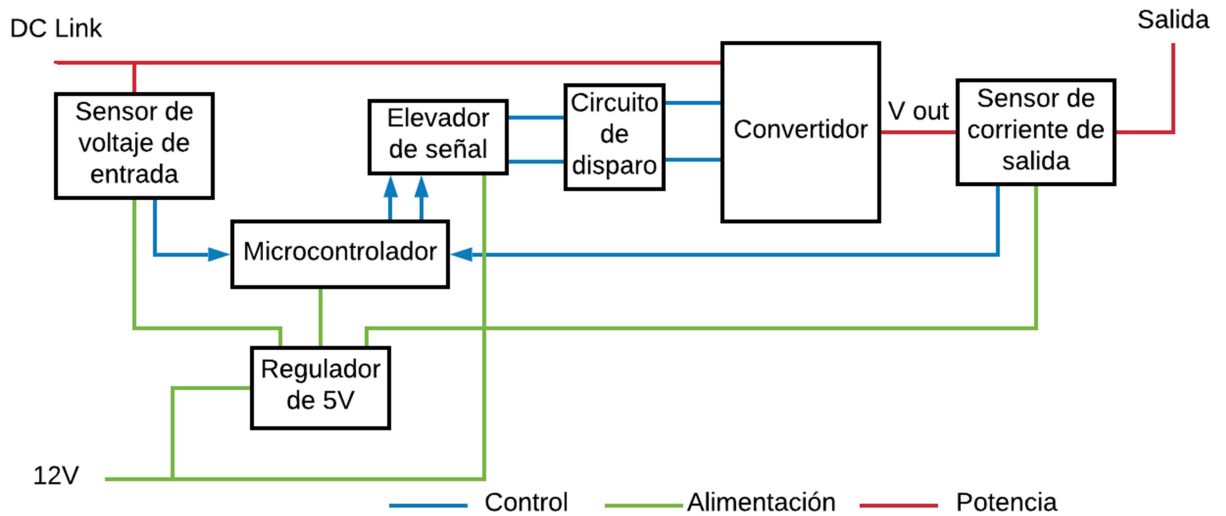 DC Link
Salida
Sensor de
voltaje de
entrada
Elevador
de señal
Circuito
de
disparo
Convertidor
V out
Sensor de
corriente de
salida
Microcontrolador
Regulador
de 5V
12V
Control
Alimentación
Potencia